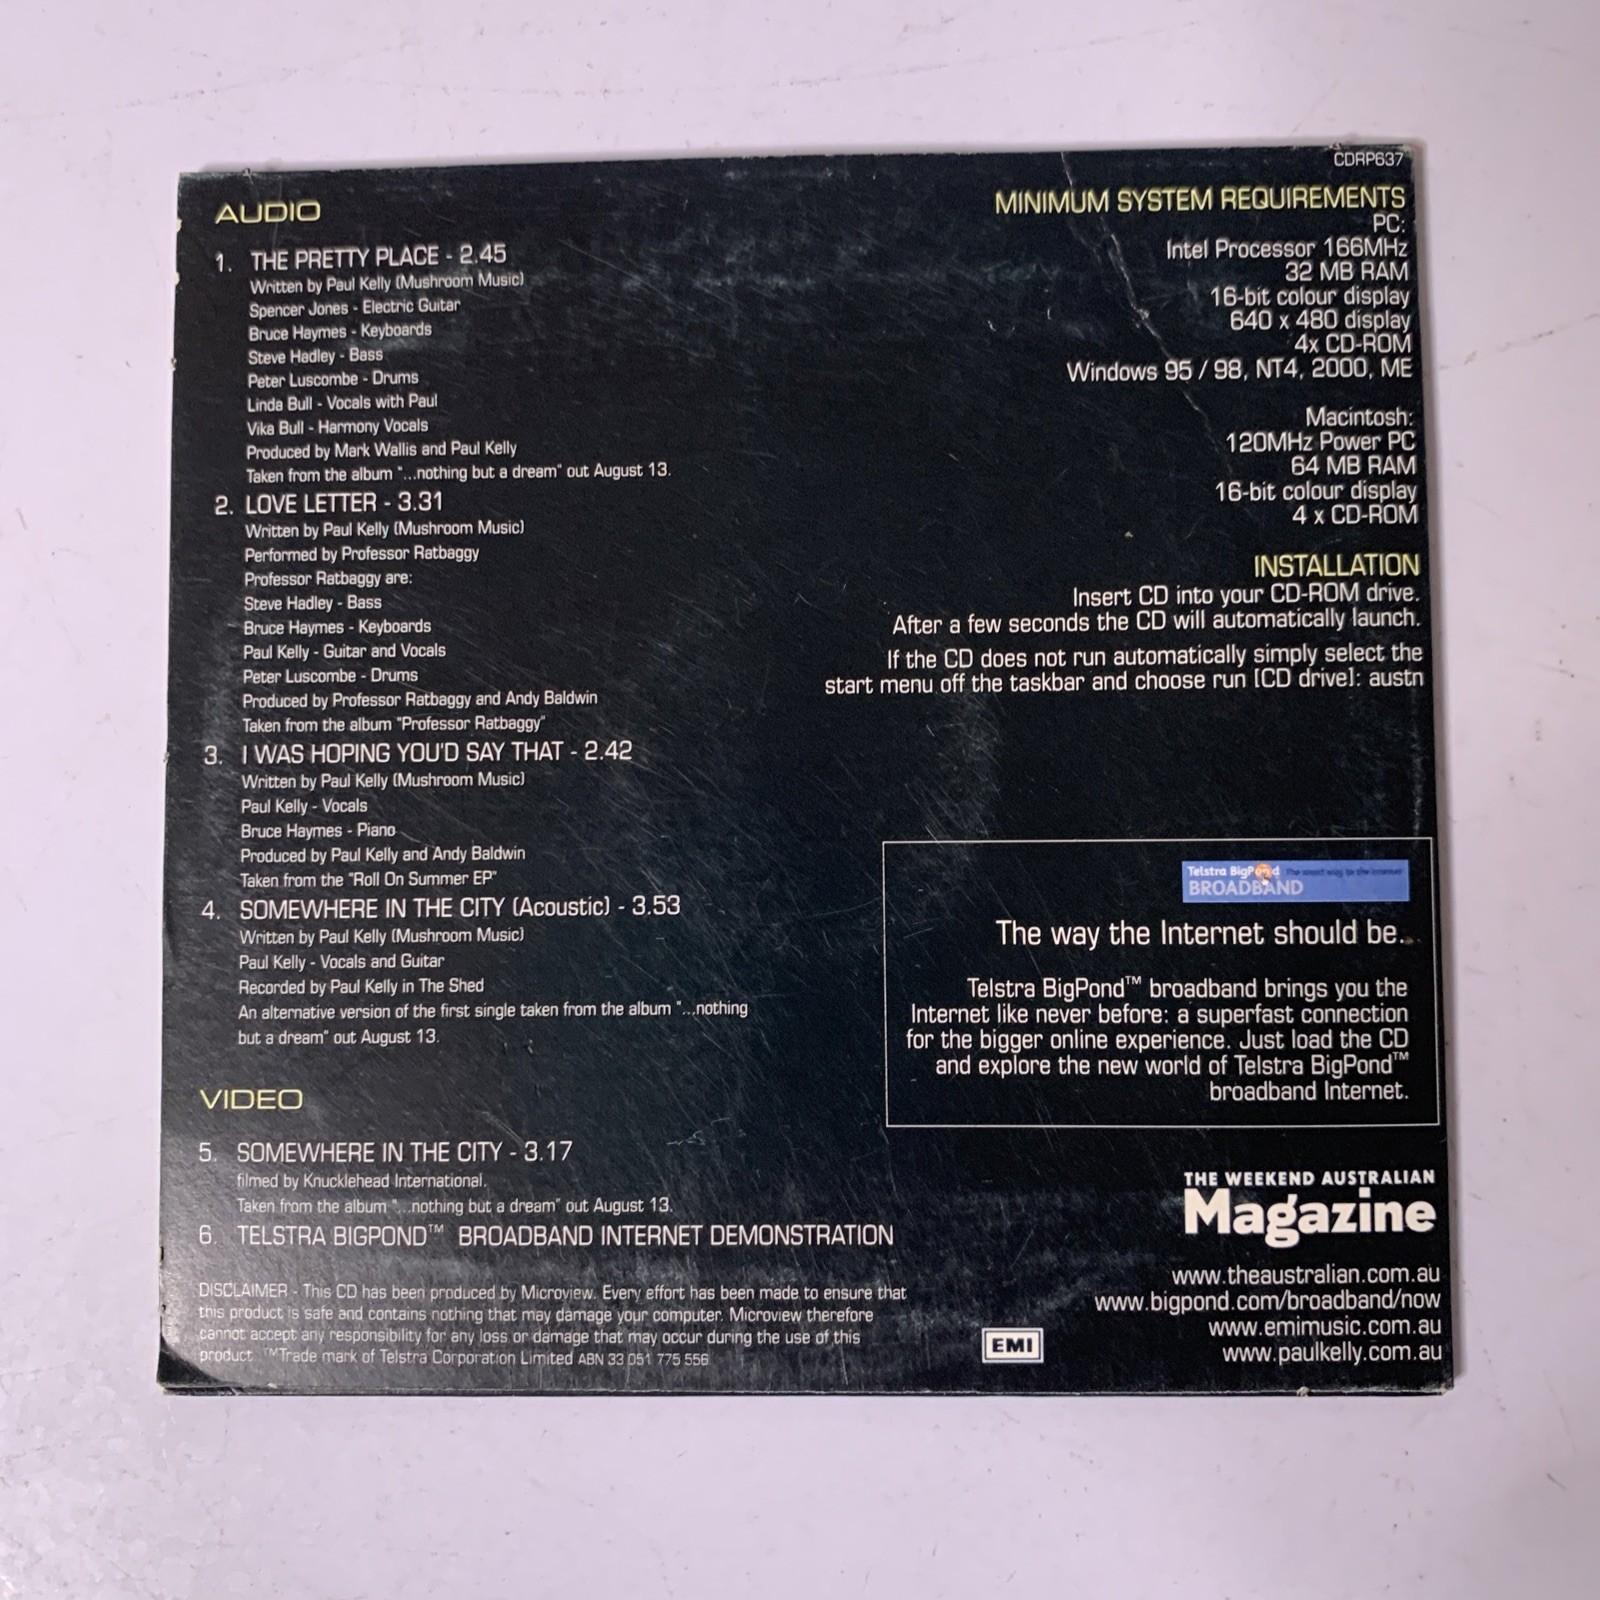 CDRP637
AUDIO
1. THE PRETTY PLACE - 2.45
Written by Paul Kelly (Mushroom Music)
Spencer Jones - Electric Guitar
Bruce Haymes - Keyboards
Steve Hadley - Bass
Peter Luscombe - Drums
Linda Bull - Vocals with Paul
Vika Bull - Harmony Vocals
Produced by Mark Wallis and Paul Kelly
Taken from the album "...nothing but a dream" out August 13.
2. LOVE LETTER - 3.31
Written by Paul Kelly (Mushroom Music)
Performed by Professor Ratbaggy
Professor Ratbaggy are:
Steve Hadley - Bass
Bruce Haymes - Keyboards
Paul Kelly - Guitar and Vocals
Peter Luscombe - Drums
Produced by Professor Ratbaggy and Andy Baldwin
Taken from the album "Professor Ratbaggy"
3. I WAS HOPING YOU'D SAY THAT - 2.42
Written by Paul Kelly (Mushroom Music)
Paul Kelly - Vocals
Bruce Haymes - Piano
Produced by Paul Kelly and Andy Baldwin
Taken from the "Roll On Summer EP"
4. SOMEWHERE IN THE CITY (Acoustic) - 3.53
Written by Paul Kelly (Mushroom Music)
Paul Kelly - Vocals and Guitar
Recorded by Paul Kelly in The Shed
An alternative version of the first single taken from the album "...nothing
but a dream" out August 13.
VIDEO
5. SOMEWHERE IN THE CITY - 3.17
filmed by Knucklehead International.
Taken from the album "...nothing but a dream" out August 13.
6. TELSTRA BIGPOND™ BROADBAND INTERNET DEMONSTRATION
DISCLAIMER - This CD has been produced by Microview. Every effort has been made to ensure that
this product is safe and contains nothing that may damage your computer. Microview therefore
cannot accept any responsibility for any loss or damage that may occur during the use of this
product. ™Trade mark of Telstra Corporation Limited ABN 33 051 775 556
MINIMUM SYSTEM REQUIREMENTS
PC:
Intel Processor 166MHz
32 MB RAM
16-bit colour display
640 x 480 display
4x CD-ROM
Windows 95 / 98, NT4, 2000, ME
Macintosh:
120MHz Power PC
64 MB RAM
16-bit colour display
4 x CD-ROM
INSTALLATION
Insert CD into your CD-ROM drive.
After a few seconds the CD will automatically launch.
If the CD does not run automatically simply select the
start menu off the taskbar and choose run [CD drive]: austn
Telstra BigPond The smart way to the internet
BROADBAND
The way the Internet should be.
Telstra BigPond™ broadband brings you the
Internet like never before: a superfast connection
for the bigger online experience. Just load the CD
and explore the new world of Telstra BigPond™
broadband Internet.
THE WEEKEND AUSTRALIAN
Magazine
www.theaustralian.com.au
www.bigpond.com/broadband/now
www.emimusic.com.au
www.paulkelly.com.au
EMI